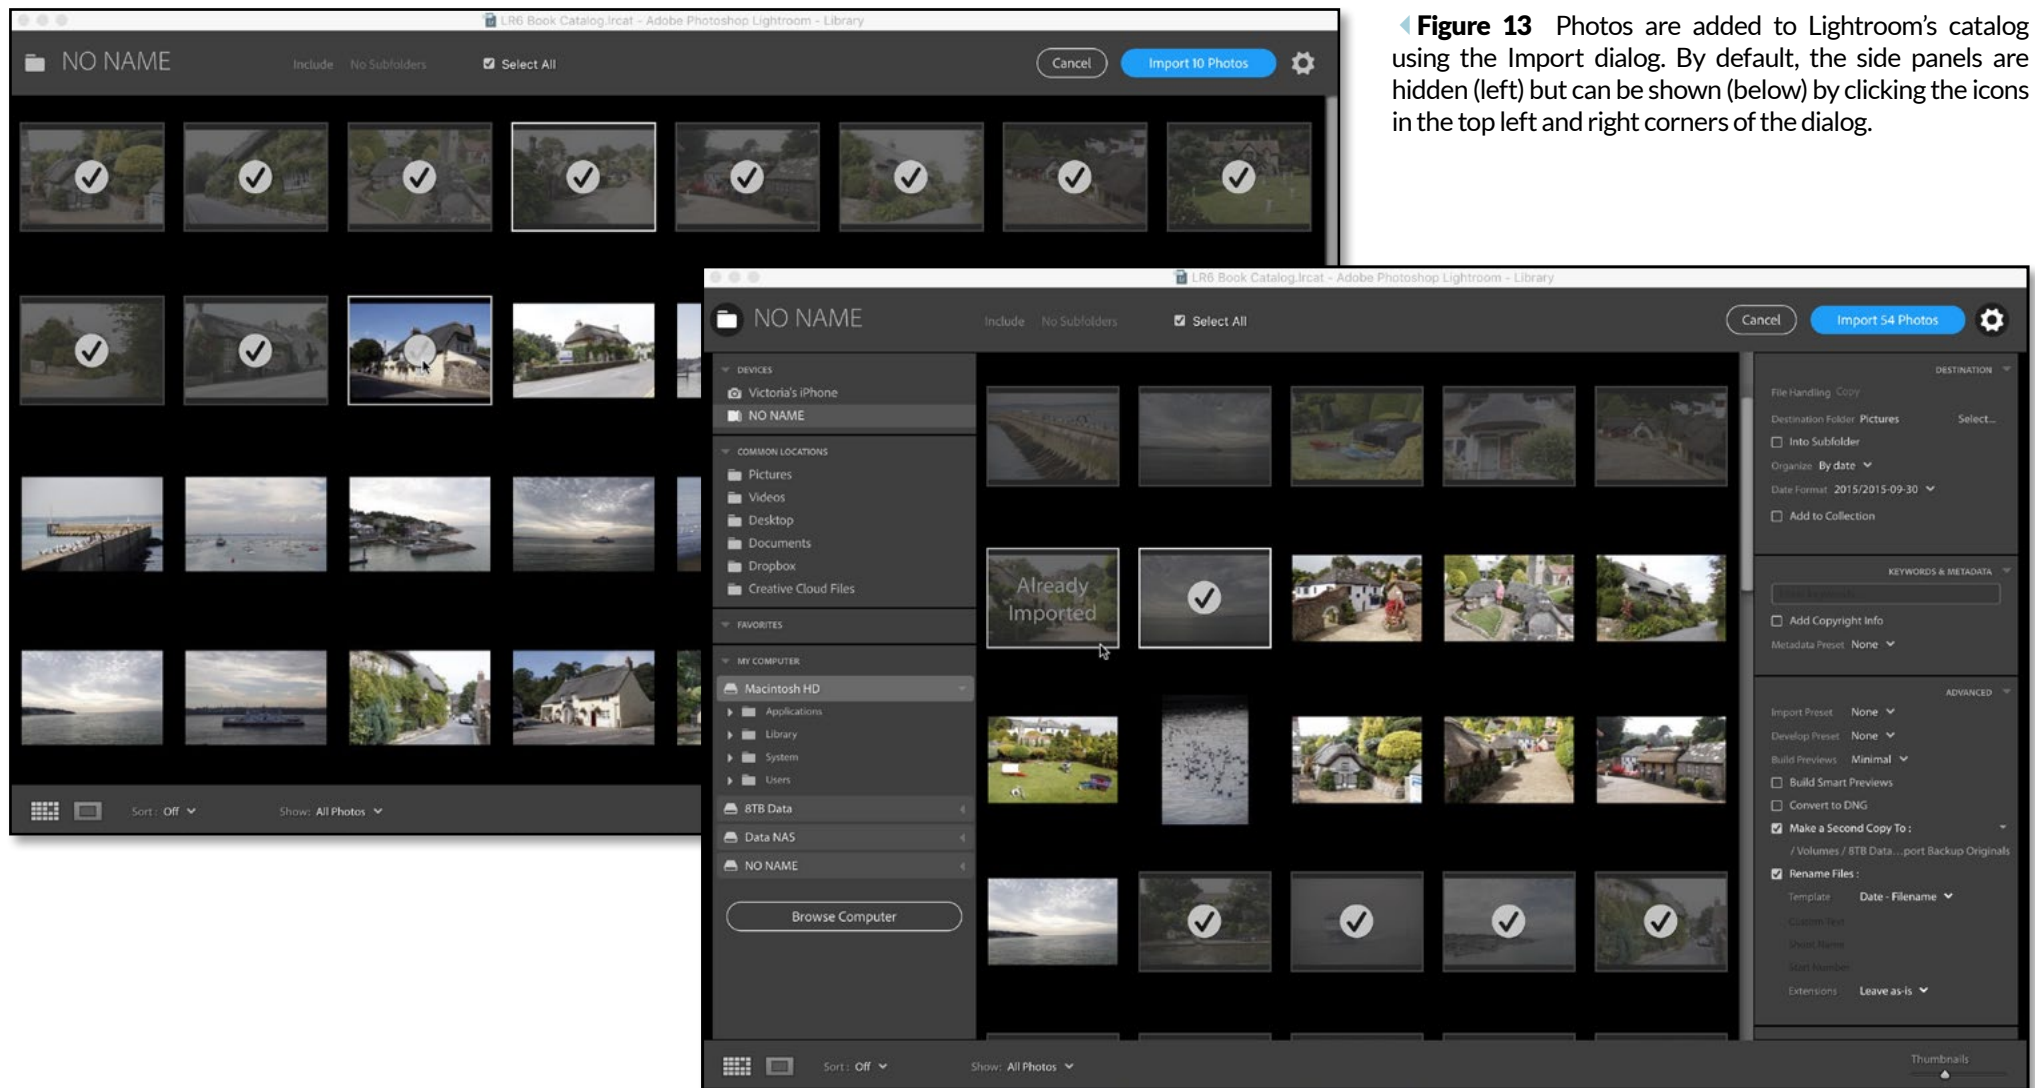 LR6 Book Catalog.lrcat - Adobe Photoshop Lightroom - Library
NO NAME
Include No Subfolders
Select All
Cancel
Import 10 Photos
Sort: Off
Show: All Photos
Figure 13 Photos are added to Lightroom’s catalog
using the Import dialog. By default, the side panels are
hidden (left) but can be shown (below) by clicking the icons
in the top left and right corners of the dialog.
LR6 Book Catalog.lrcat - Adobe Photoshop Lightroom - Library
NO NAME
Include No Subfolders
Select All
Cancel
Import 54 Photos
DEVICES
Victoria's iPhone
NO NAME
COMMON LOCATIONS
Pictures
Videos
Desktop
Documents
Dropbox
Creative Cloud Files
FAVORITES
MY COMPUTER
Macintosh HD
Applications
Library
System
Users
8TB Data
Data NAS
NO NAME
Browse Computer
Already
Imported
DESTINATION
File Handling Copy
Destination Folder Pictures Select...
Into Subfolder
Organize By date
Date Format 2015/2015-09-30
Add to Collection
KEYWORDS & METADATA
Add Copyright Info
Metadata Preset None
ADVANCED
Import Preset None
Develop Preset None
Build Previews Minimal
Build Smart Previews
Convert to DNG
Make a Second Copy To :
/ Volumes / 8TB Data...port Backup Originals
Rename Files :
Template Date - Filename
Custom Text
Shoot Name
Start Number
Extensions Leave as-is
Sort: Off
Show: All Photos
Thumbnails